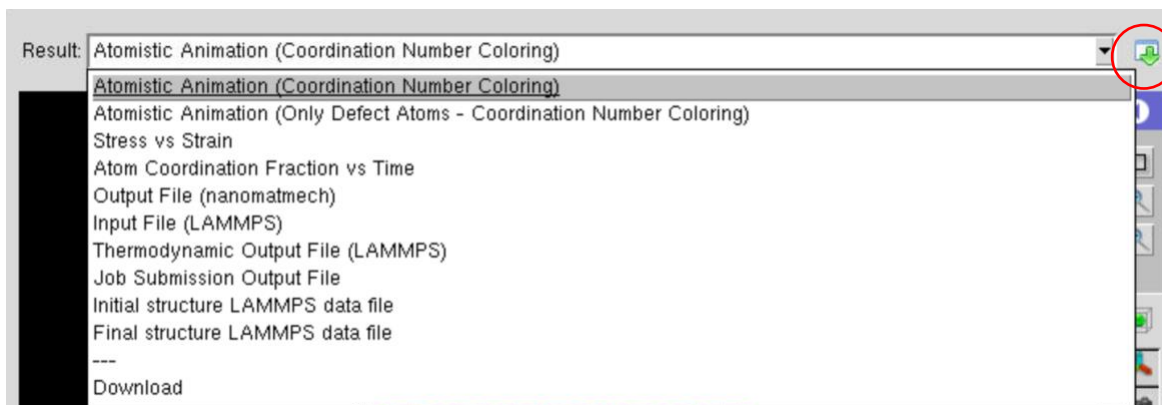 Result: Atomistic Animation (Coordination Number Coloring)
Atomistic Animation (Coordination Number Coloring)
Atomistic Animation (Only Defect Atoms - Coordination Number Coloring)
Stress vs Strain
Atom Coordination Fraction vs Time
Output File (nanomatmech)
Input File (LAMMPS)
Thermodynamic Output File (LAMMPS)
Job Submission Output File
Initial structure LAMMPS data file
Final structure LAMMPS data file
---
Download